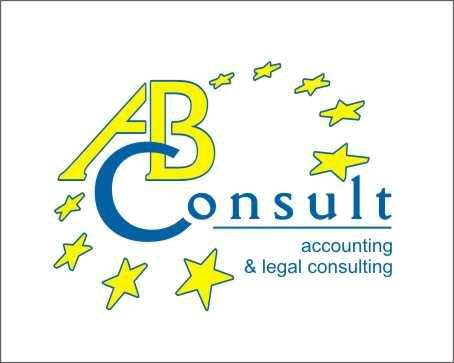 AB
Consult
accounting
& legal consulting